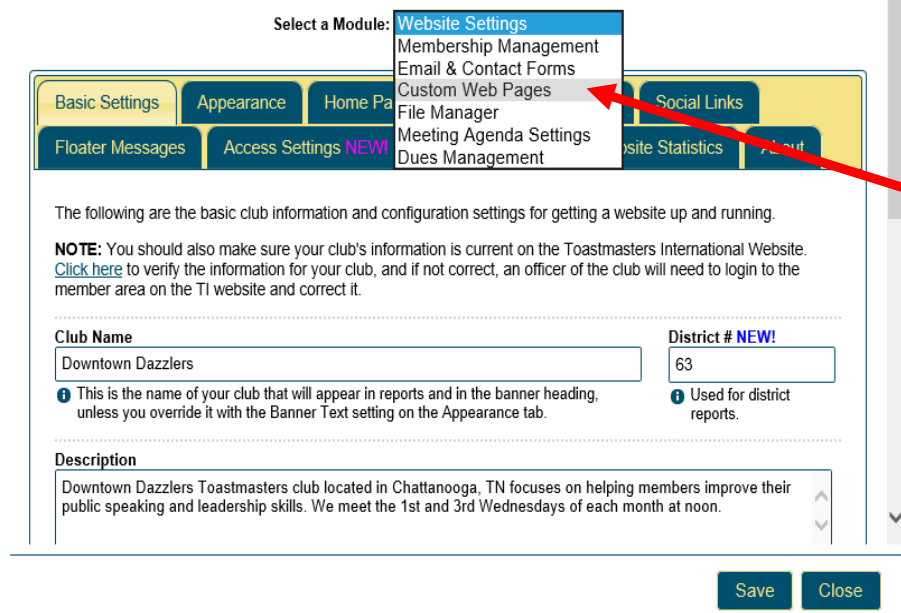 Select a Module: Website Settings
Membership Management
Email & Contact Forms
Custom Web Pages
File Manager
Meeting Agenda Settings
Dues Management
Basic Settings Appearance Home Social Links
Floater Messages Access Settings NEW! Statistics About
The following are the basic club information and configuration settings for getting a website up and running.
NOTE: You should also make sure your club's information is current on the Toastmasters International Website.
Click here to verify the information for your club, and if not correct, an officer of the club will need to login to the
member area on the TI website and correct it.
Club Name District # NEW!
Downtown Dazzlers 63
This is the name of your club that will appear in reports and in the banner heading, Used for district
unless you override it with the Banner Text setting on the Appearance tab. reports.
Description
Downtown Dazzlers Toastmasters club located in Chattanooga, TN focuses on helping members improve their
public speaking and leadership skills. We meet the 1st and 3rd Wednesdays of each month at noon.
Save Close